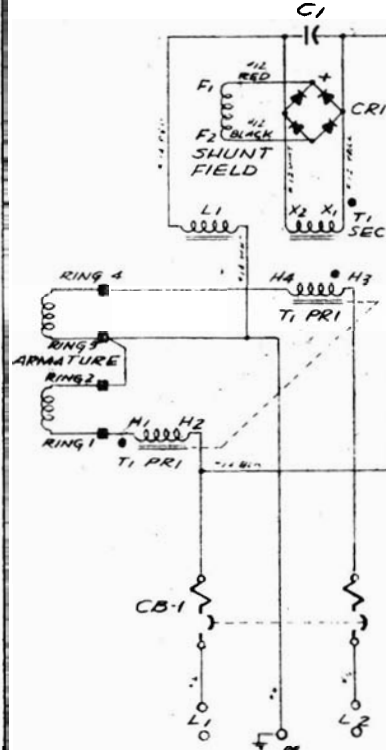 C1
#12
RED
+
F1
CR1
#12
F2 BLACK
SHUNT
FIELD
L1
X2 X1
T1
SEC
RING 4
H4 H3
T1 PRI
RING 3
ARMATURE
RING 2
H1 H2
RING 1
T1 PRI
CB-1
L1
L2